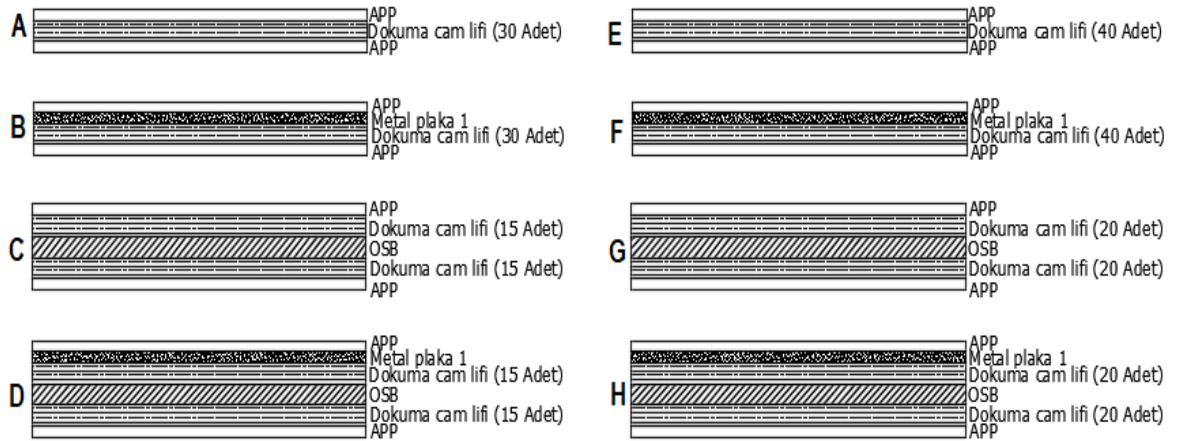 A
APP
Dokuma cam lifi (30 Adet)
APP
B
APP
Metal plaka 1
Dokuma cam lifi (30 Adet)
APP
C
APP
Dokuma cam lifi (15 Adet)
OSB
Dokuma cam lifi (15 Adet)
APP
D
APP
Metal plaka 1
Dokuma cam lifi (15 Adet)
OSB
Dokuma cam lifi (15 Adet)
APP
E
APP
Dokuma cam lifi (40 Adet)
APP
F
APP
Metal plaka 1
Dokuma cam lifi (40 Adet)
APP
G
APP
Dokuma cam lifi (20 Adet)
OSB
Dokuma cam lifi (20 Adet)
APP
H
APP
Metal plaka 1
Dokuma cam lifi (20 Adet)
OSB
Dokuma cam lifi (20 Adet)
APP